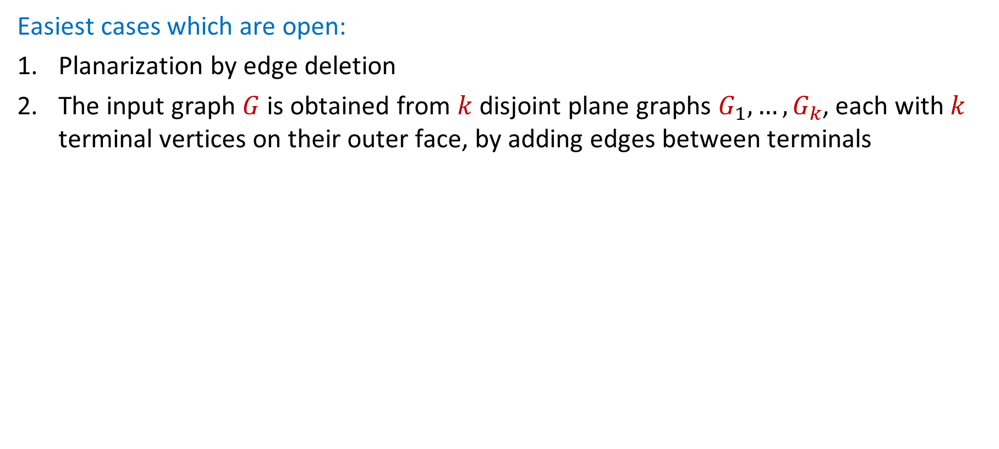 Easiest cases which are open:
1. Planarization by edge deletion
2. The input graph G is obtained from k disjoint plane graphs G₁, … , Gₖ, each with k
terminal vertices on their outer face, by adding edges between terminals